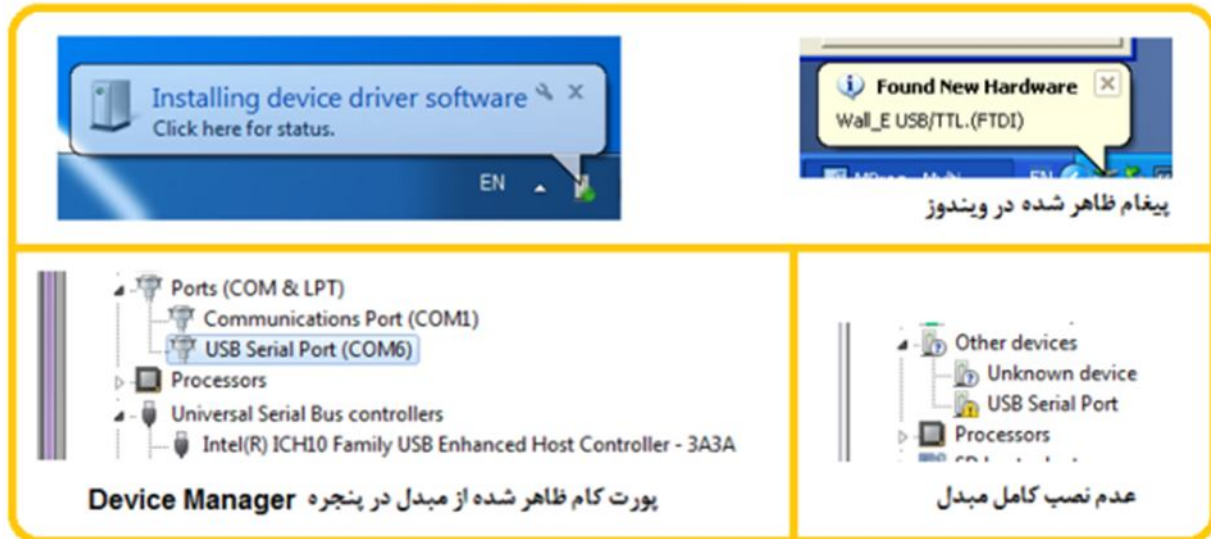 Installing device driver software
Click here for status.
EN
Found New Hardware
Wall_E USB/TTL.(FTDI)
EN
پیغام ظاهر شده در ویندوز
Ports (COM & LPT)
Communications Port (COM1)
USB Serial Port (COM6)
Processors
Universal Serial Bus controllers
Intel(R) ICH10 Family USB Enhanced Host Controller - 3A3A
پورت کام ظاهر شده از مبدل در پنجره Device Manager
Other devices
Unknown device
USB Serial Port
Processors
عدم نصب کامل مبدل